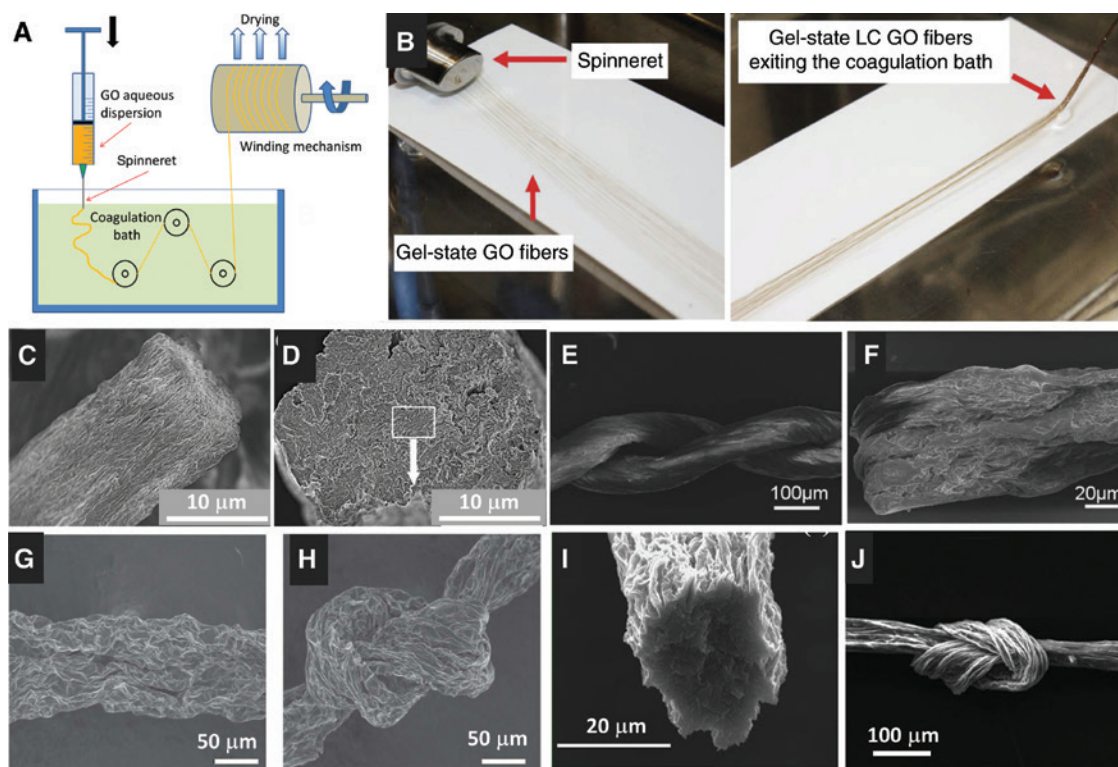 A
Drying
GO aqueous
dispersion
Spinneret
Winding mechanism
Coagulation
bath
B
Spinneret
Gel-state GO fibers
Gel-state LC GO fibers
exiting the coagulation bath
C
10 μm
D
10 μm
E
100μm
F
20μm
G
50 μm
H
50 μm
I
20 μm
J
100 μm